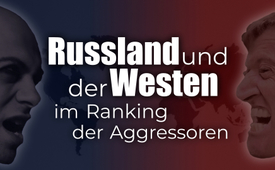 Russland und
der Westen
im Ranking
der Aggressoren